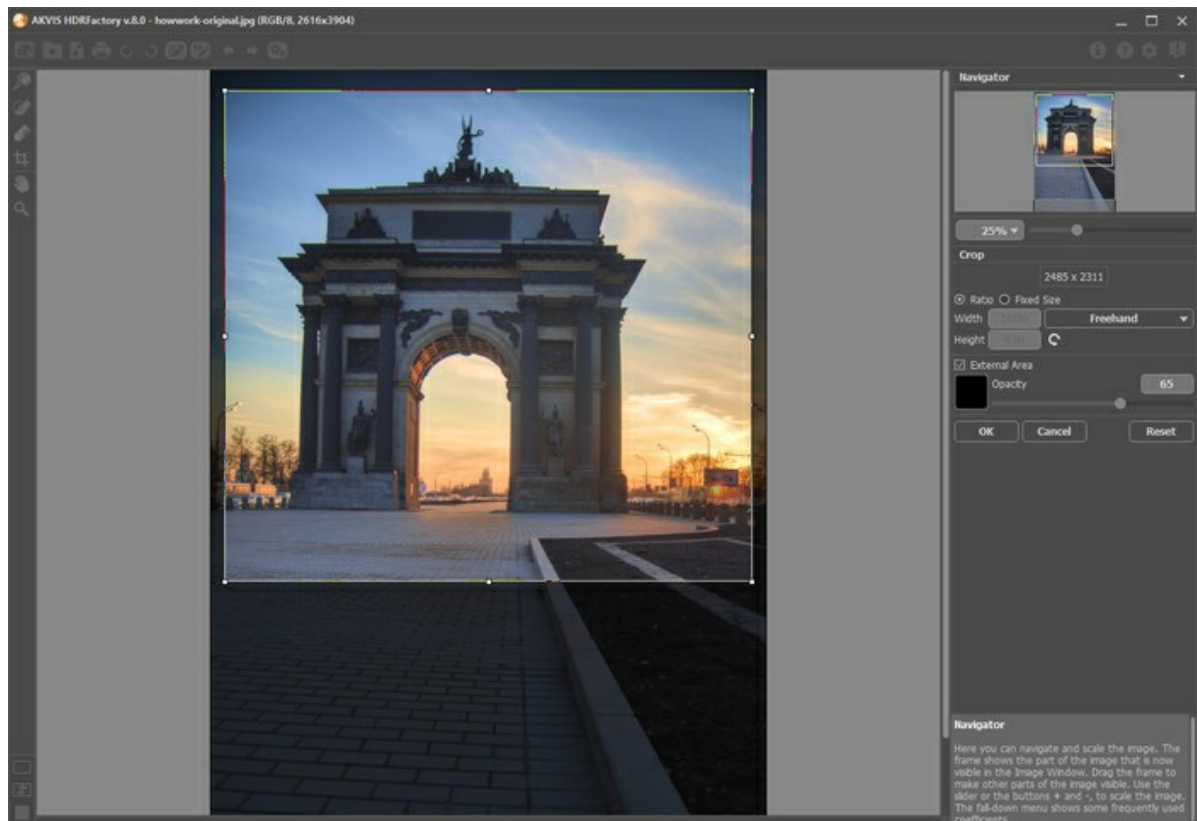 AKVIS HDRFactory v.8.0 - howwork-original.jpg (RGB/8, 2616x3904)
Navigator
25%
Crop
2485 x 2311
Ratio Fixed Size
Width Freehand
Height
External Area
Opacity 65
OK Cancel Reset
Navigator
Here you can navigate and scale the image. The
frame shows the part of the image that is now
visible in the Image Window. Drag the frame to
make other parts of the image visible. Use the
slider or the buttons + and -, to scale the image.
The fall-down menu shows some frequently used
coefficients.